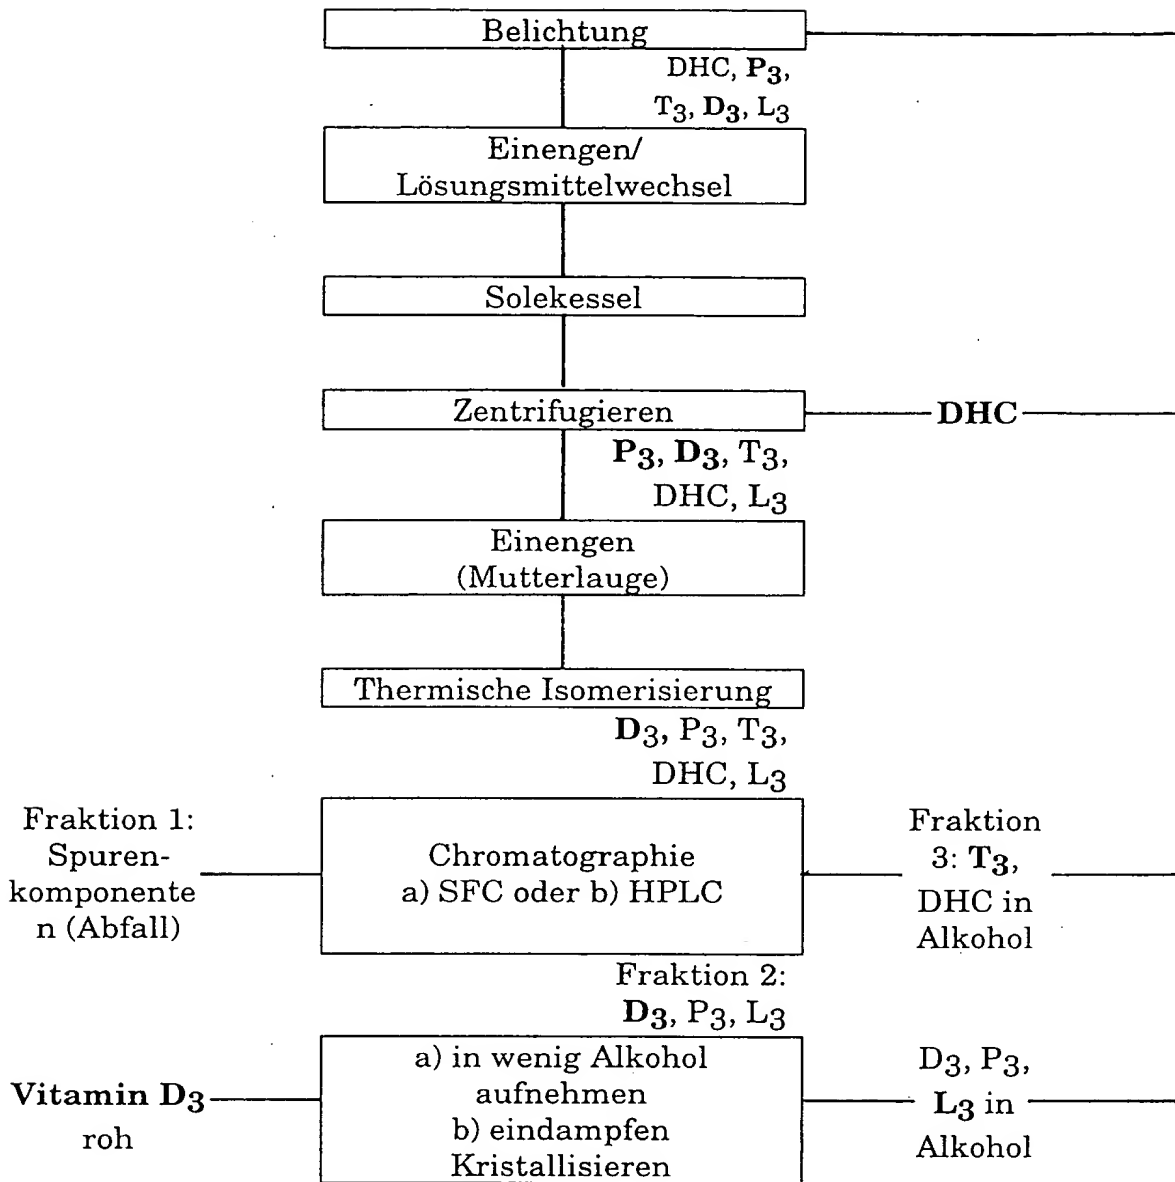 Belichtung
DHC, P3,
T3, D3, L3
Einengen/
Lösungsmittelwechsel
Solekessel
Zentrifugieren
DHC
P3, D3, T3,
DHC, L3
Einengen
(Mutterlauge)
Thermische Isomerisierung
D3, P3, T3,
DHC, L3
Fraktion 1:
Spuren-
komponente
n (Abfall)
Chromatographie
a) SFC oder b) HPLC
Fraktion
3: T3,
DHC in
Alkohol
Fraktion 2:
D3, P3, L3
Vitamin D3
roh
a) in wenig Alkohol
aufnehmen
b) eindampfen
Kristallisieren
D3, P3,
L3 in
Alkohol